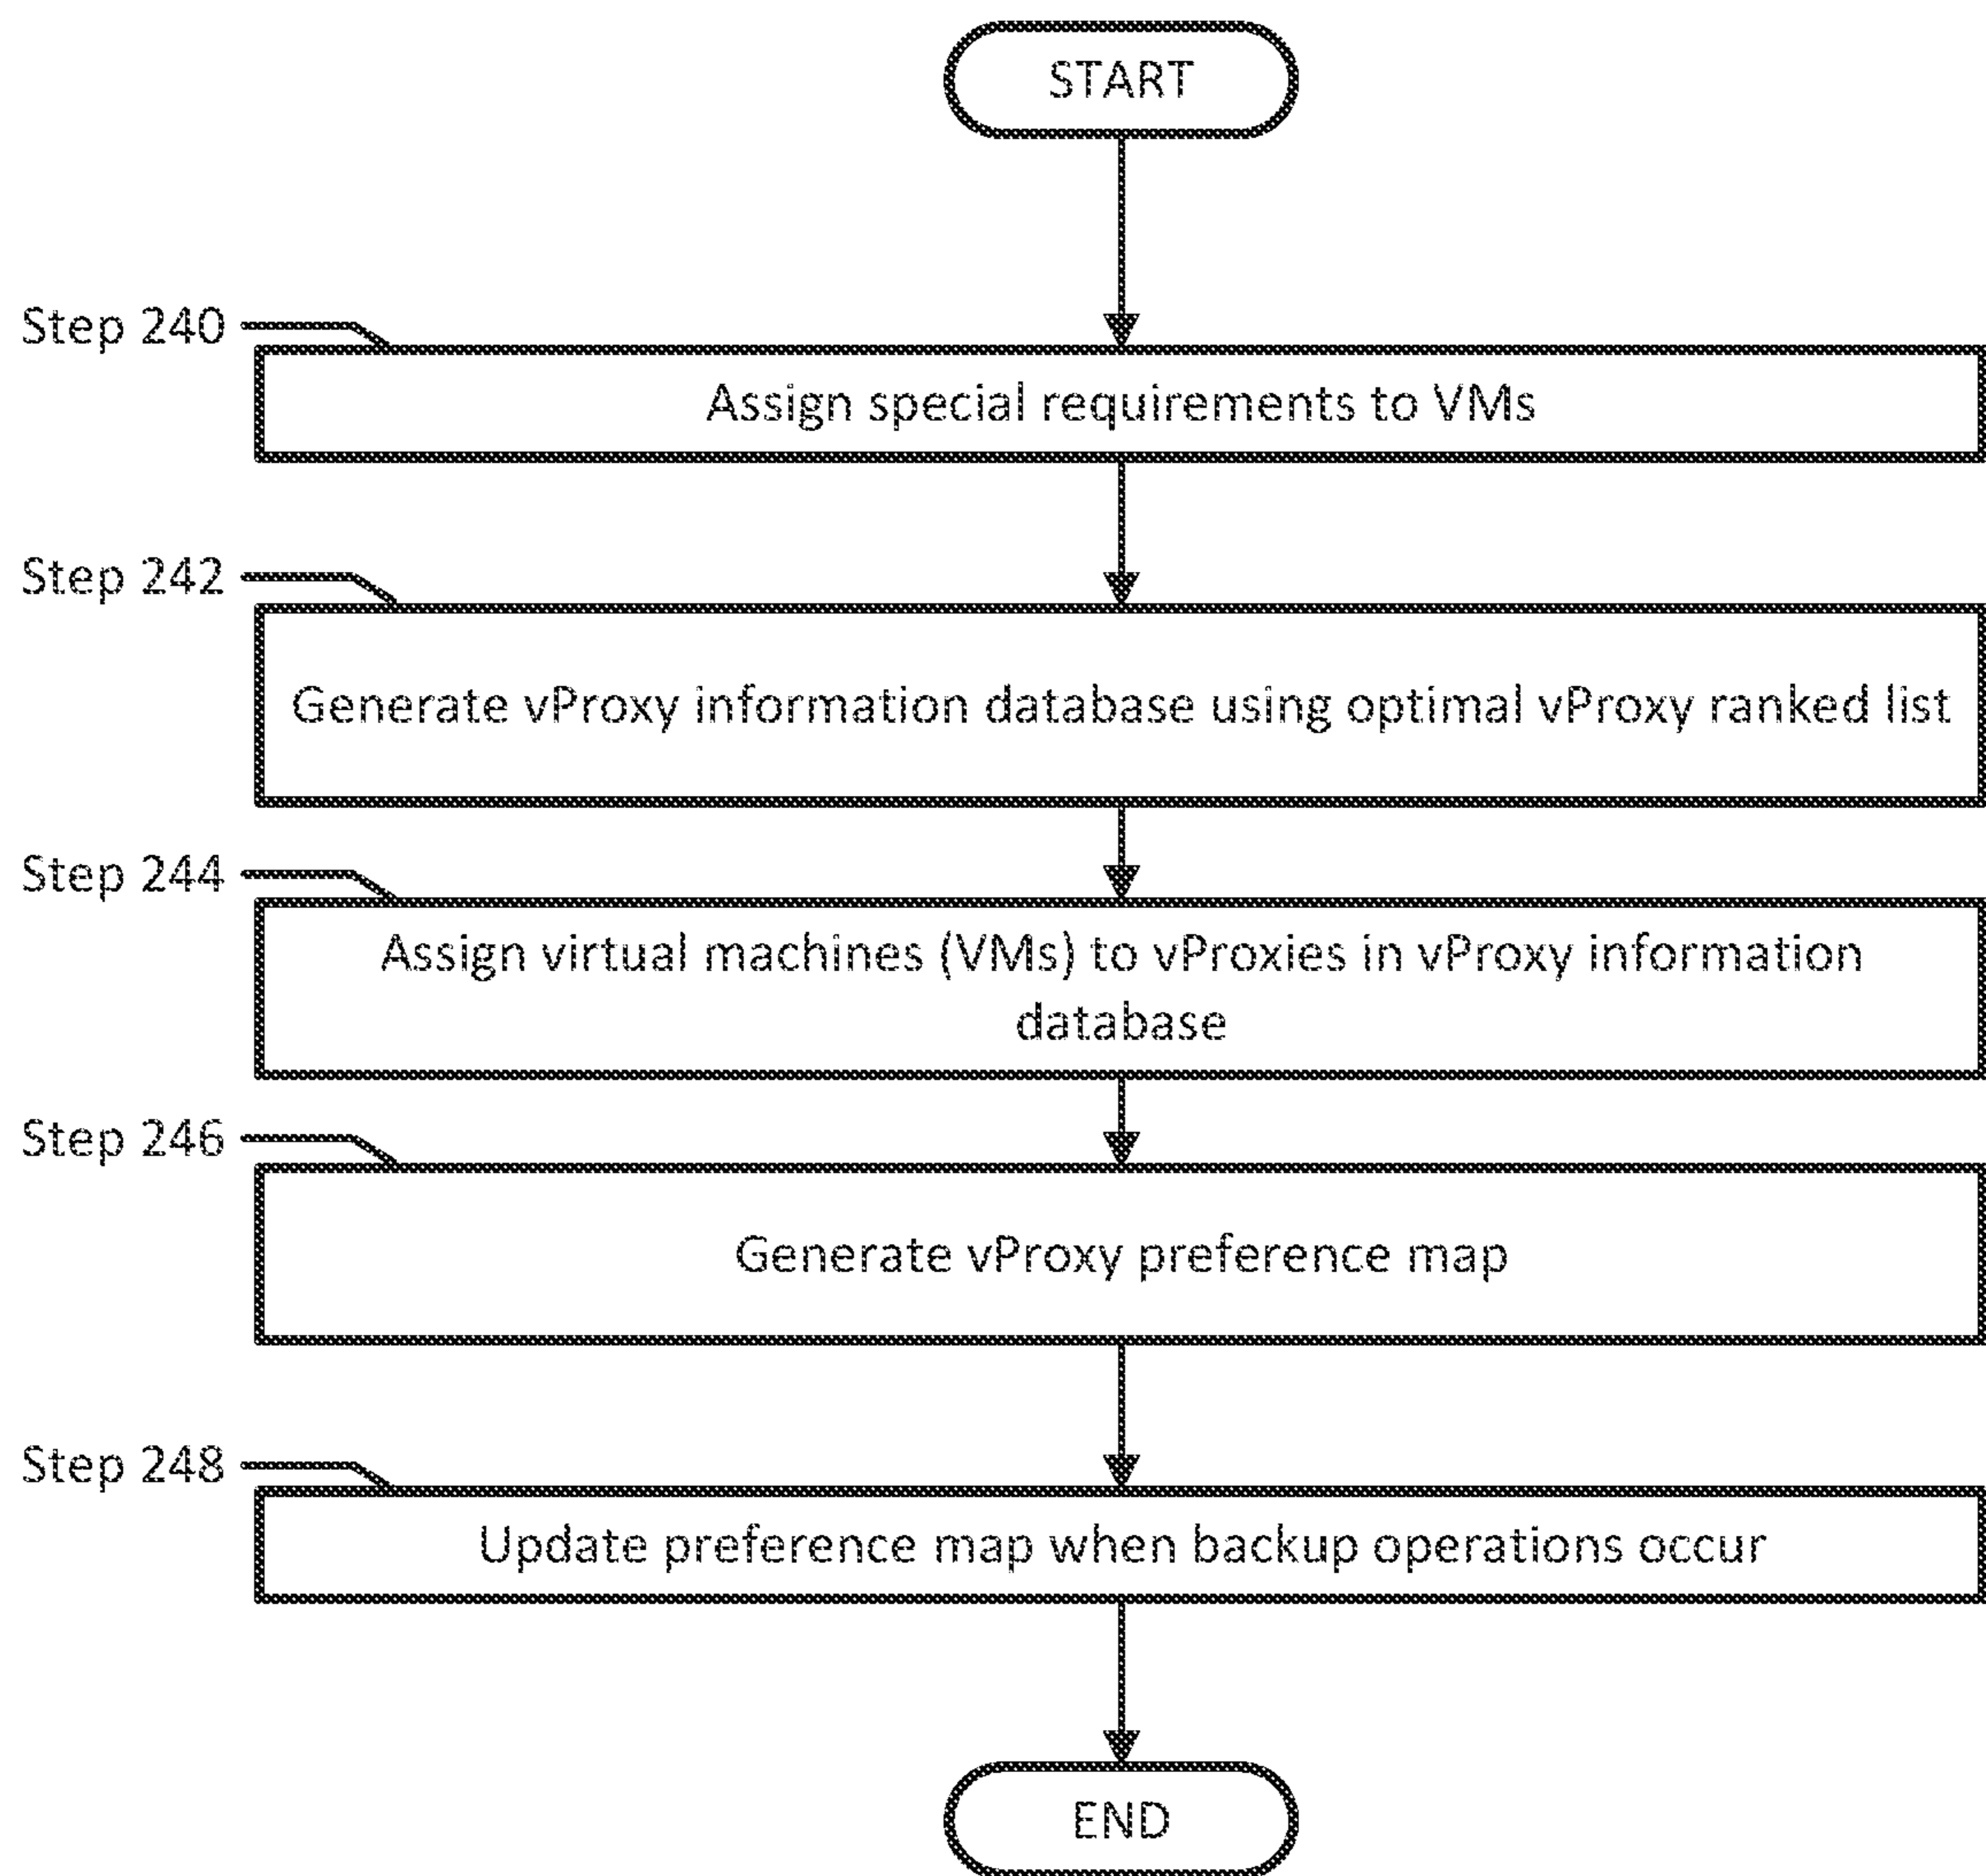 START
Step 240
Assign special requirements to VMs
Step 242
Generate vProxy information database using optimal vProxy ranked list
Step 244
Assign virtual machines (VMs) to vProxies in vProxy information
database
Step 246
Generate vProxy preference map
Step 248
Update preference map when backup operations occur
END